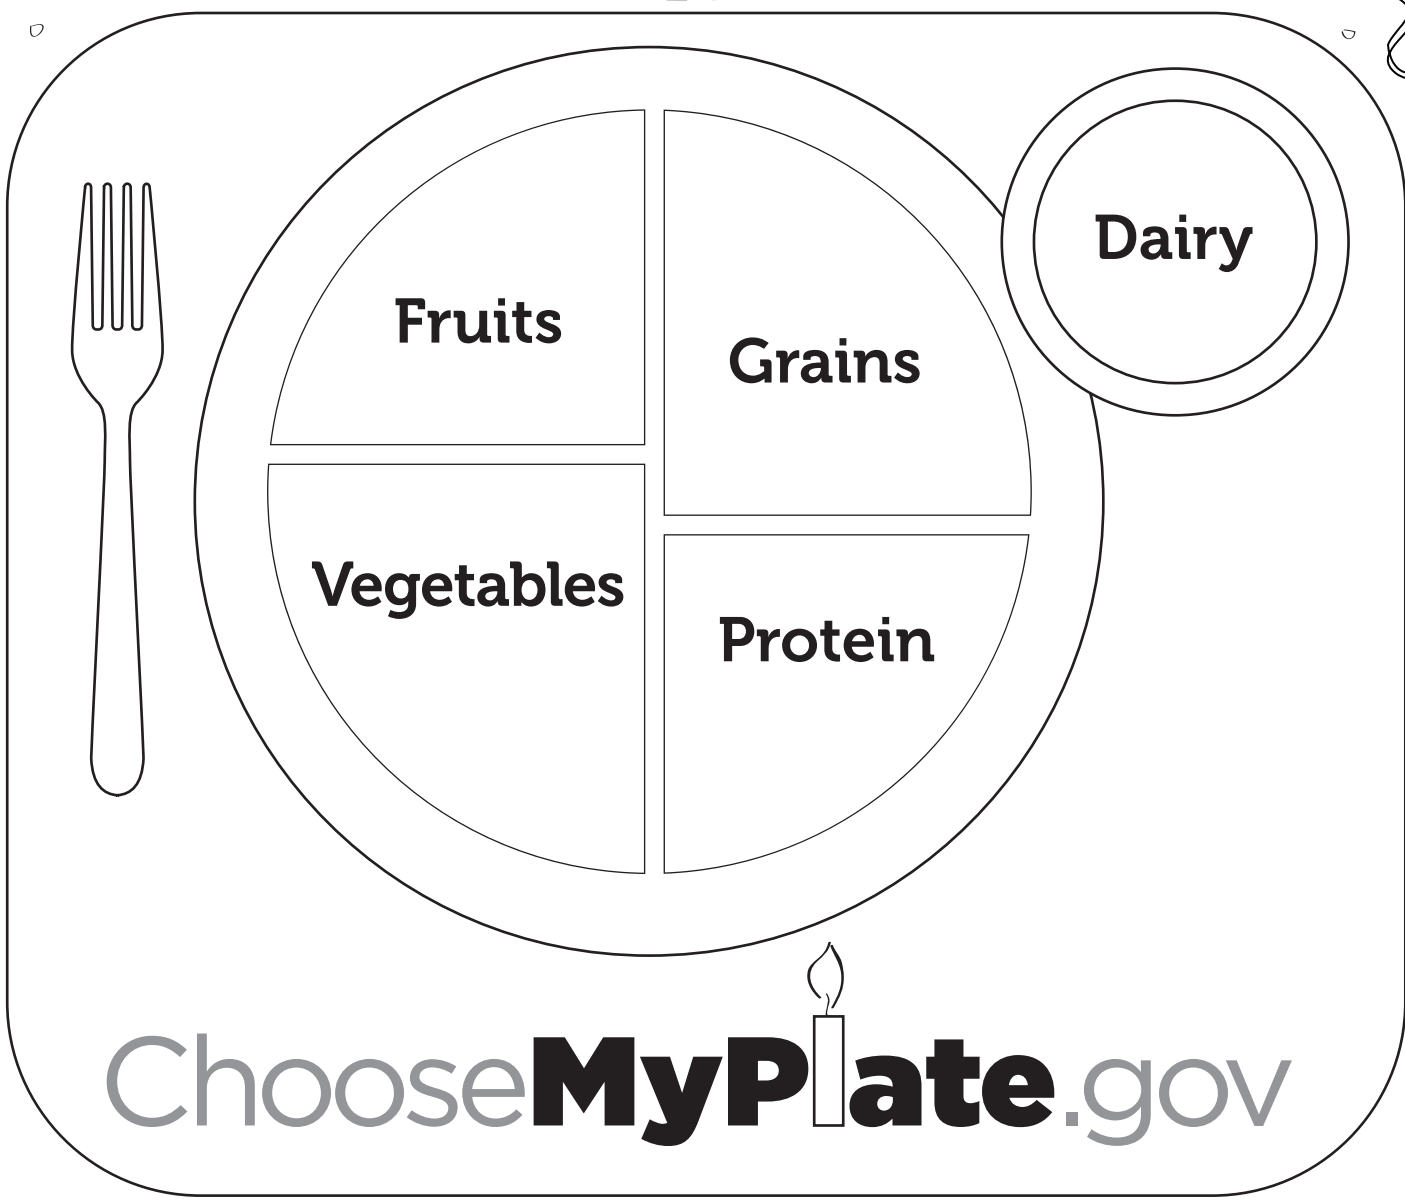 Dairy
Fruits
Grains
Vegetables
Protein
ChooseMyPlate.gov